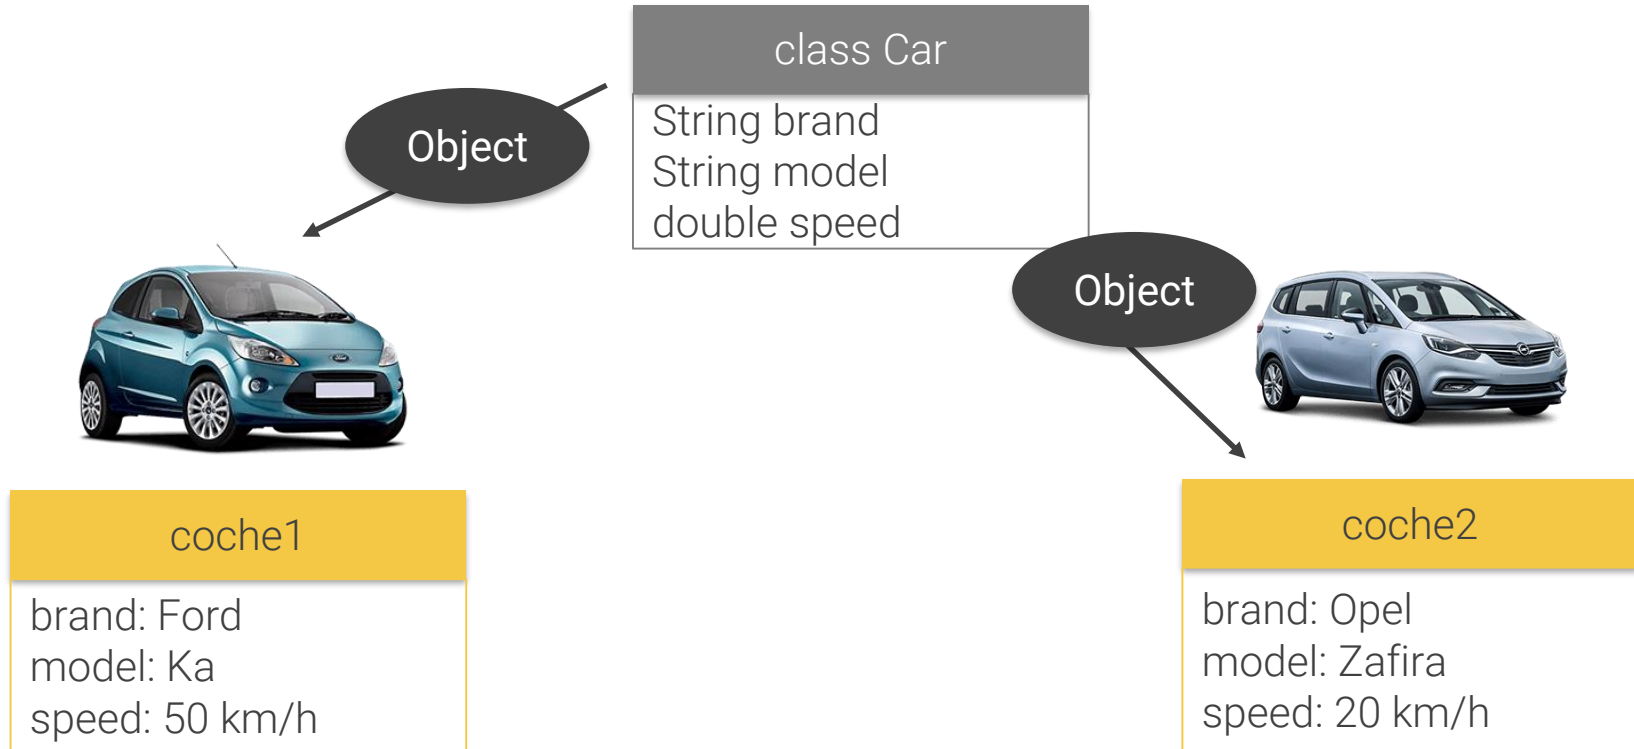 class Car
String brand
String model
double speed
Object
Object
coche1
brand: Ford
model: Ka
speed: 50 km/h
coche2
brand: Opel
model: Zafira
speed: 20 km/h